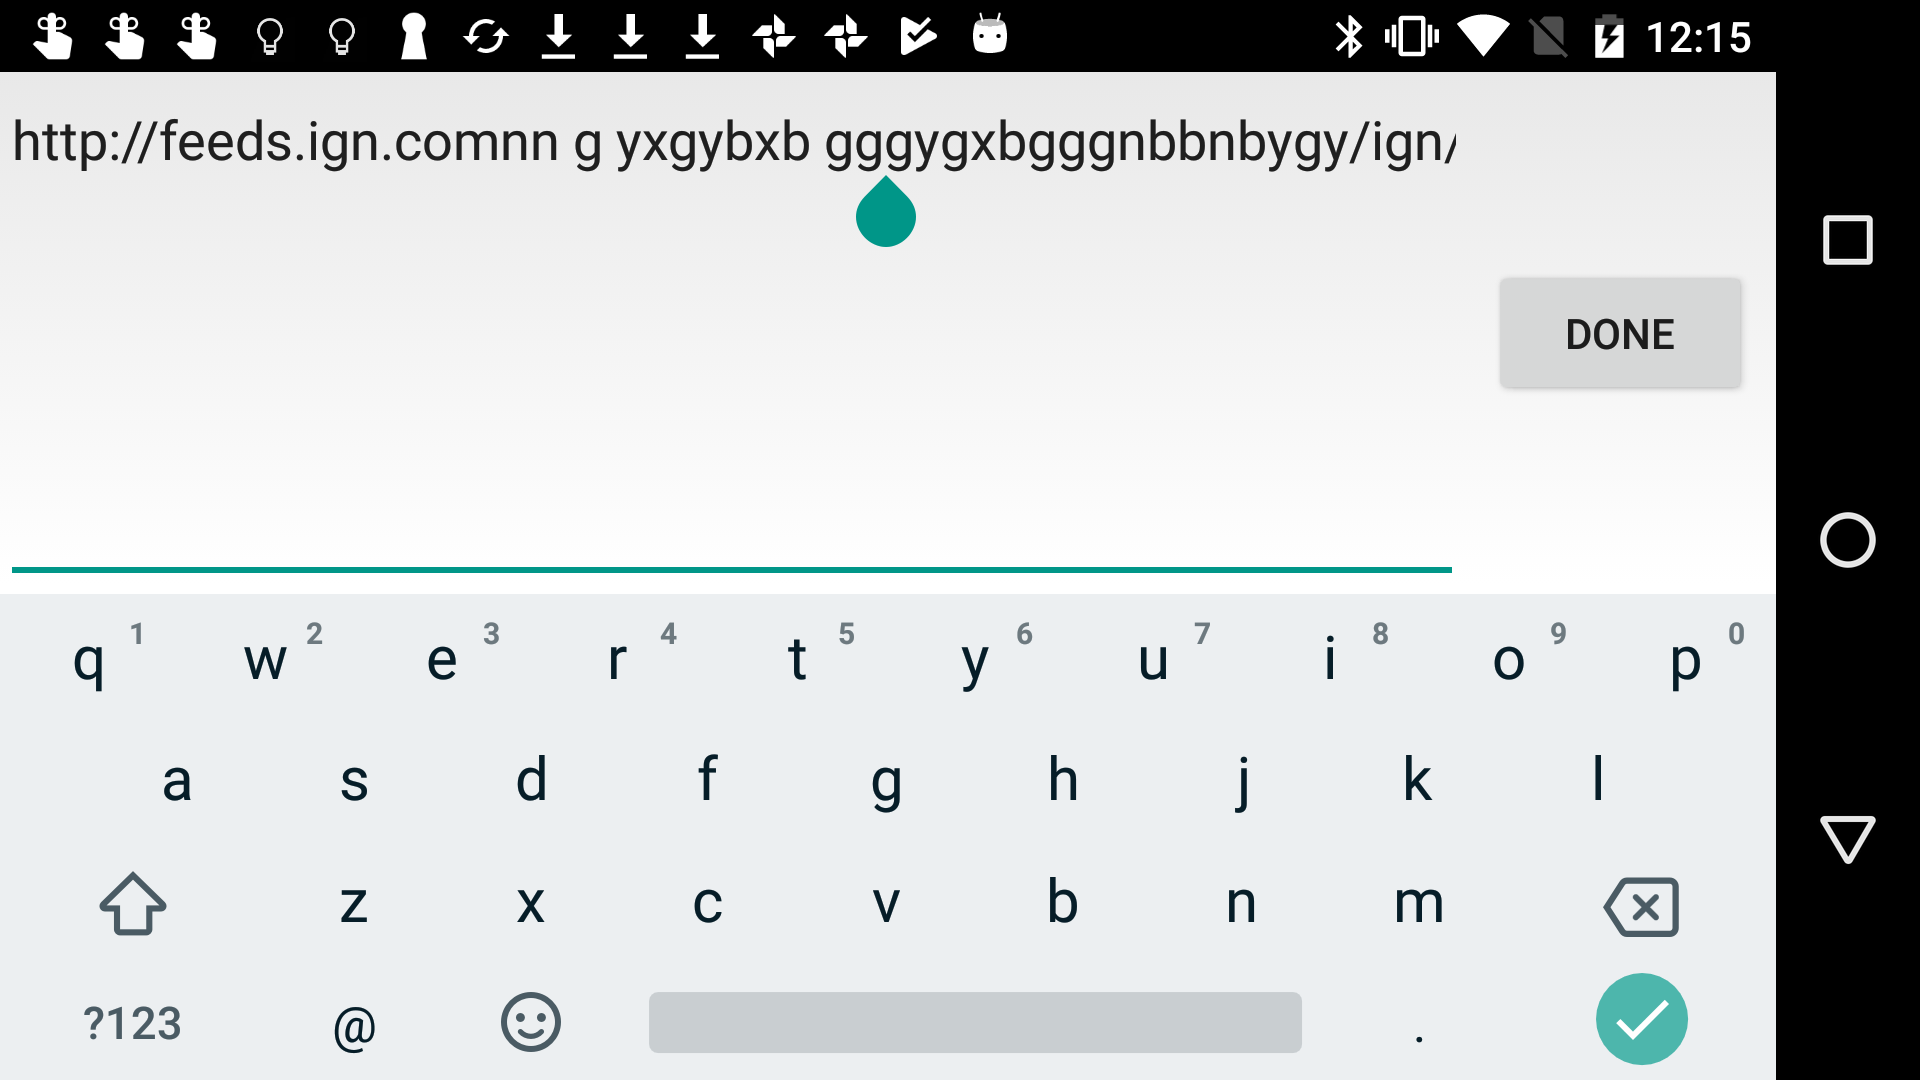 12:15
http://feeds.ign.comnn g yxgybxb gggygxbgggnbbnbygy/ign/
DONE
q 1 w 2 e 3 r 4 t 5 y 6 u 7 i 8 o 9 p 0
a s d f g h j k l
z x c v b n m
?123 @ .